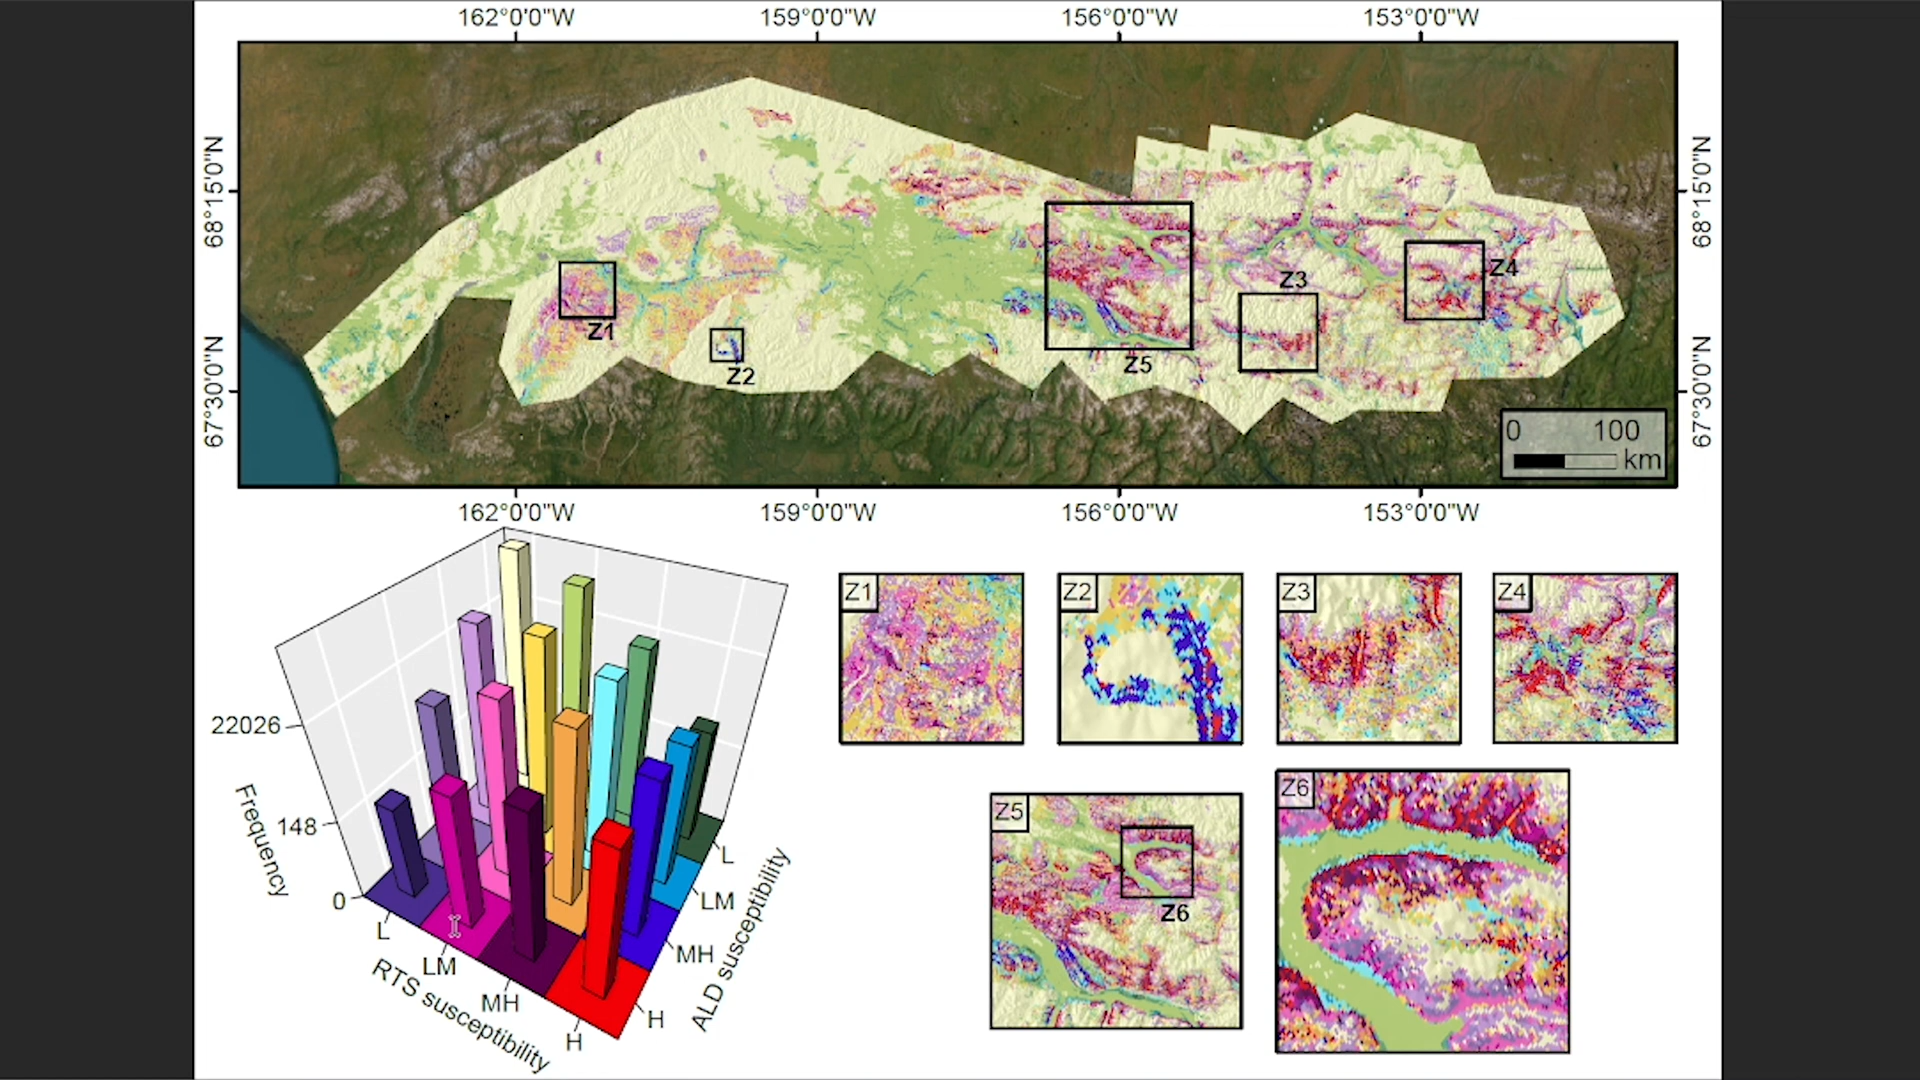 162°0'0"W 159°0'0"W 156°0'0"W 153°0'0"W
68°15'0"N
68°15'0"N
Z1
Z2
Z3
Z4
Z5
67°30'0"N
67°30'0"N
0 100
km
162°0'0"W 159°0'0"W 156°0'0"W 153°0'0"W
22026
148
0
Frequency
L
LM
MH
H
RTS susceptibility
L
LM
MH
H
ALD susceptibility
Z1
Z2
Z3
Z4
Z5
Z6
Z6